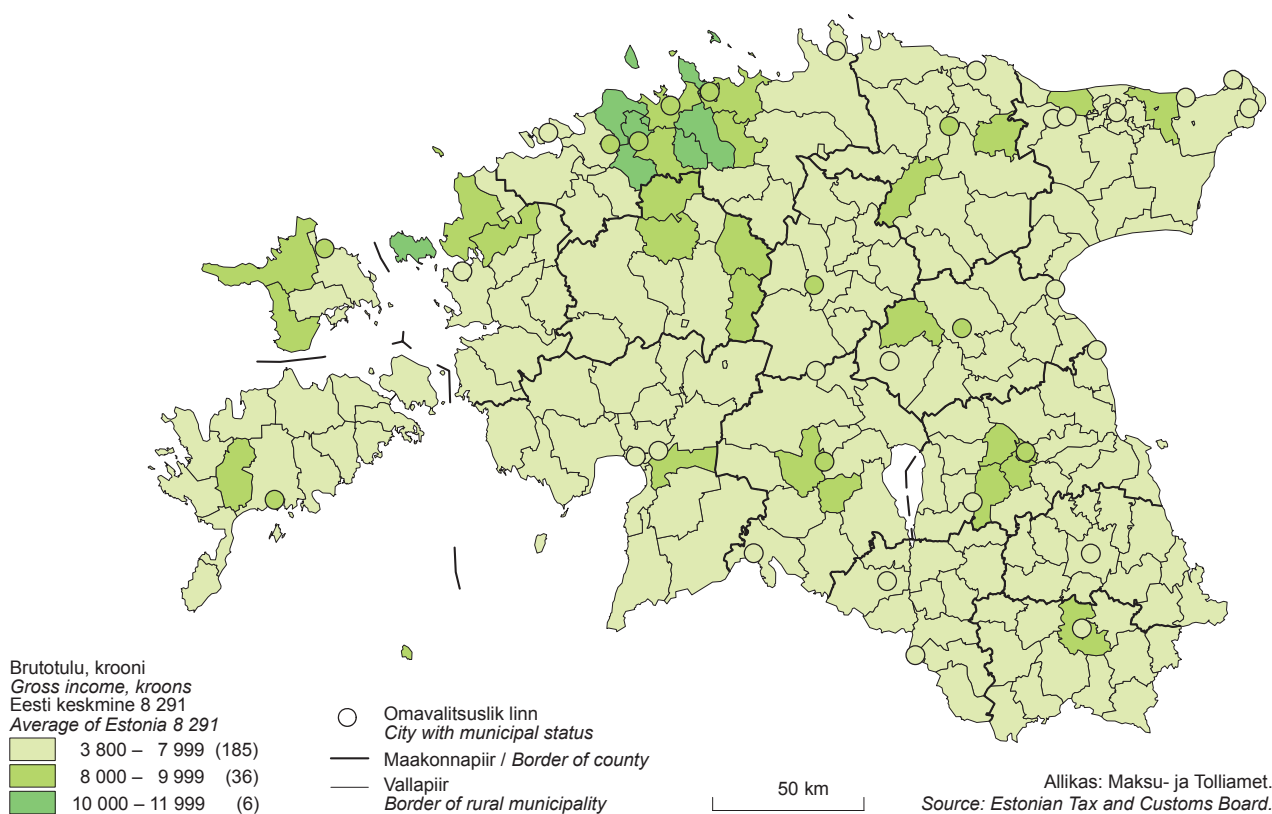 Brutotulu, krooni
Gross income, kroons
Eesti keskmine 8 291
Average of Estonia 8 291
3 800 – 7 999 (185)
8 000 – 9 999 (36)
10 000 – 11 999 (6)
Omavalitsuslik linn
City with municipal status
Maakonnapiir / Border of county
Vallapiir
Border of rural municipality
50 km
Allikas: Maksu- ja Tolliamet.
Source: Estonian Tax and Customs Board.